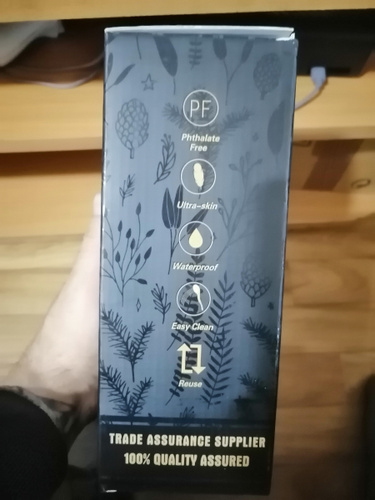 PF
Phthalate
Free
Ultra-skin
Waterproof
Easy Clean
Reuse
TRADE ASSURANCE SUPPLIER
100% QUALITY ASSURED